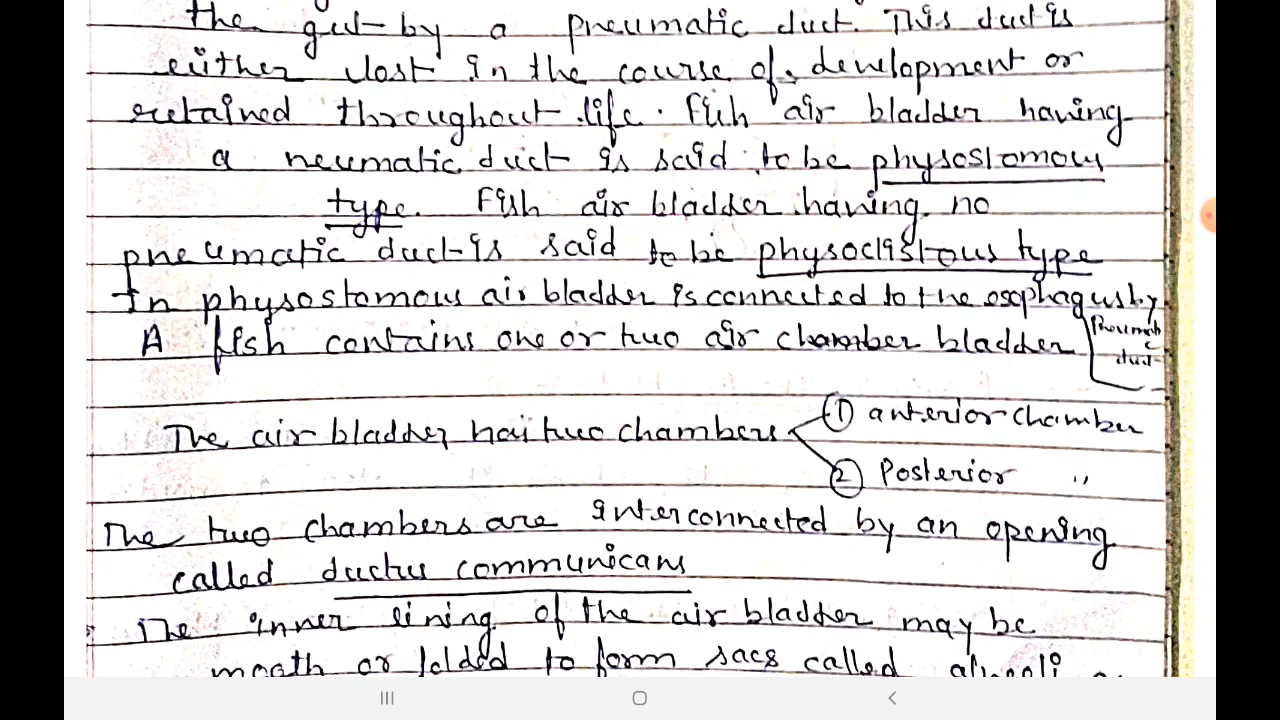 the gut by a pneumatic duct. This duct is
either lost in the course of development or
retained throughout life. Fish air bladder having
a neumatic duct is said to be physostomous
type. Fish air bladder having no
pneumatic duct is said to be physoclistous type
In physostomous air bladder is connected to the esophagus by
Pneumatic duct
A fish contains one or two air chamber bladder
The air bladder has two chambers
① anterior chamber
② Posterior "
The two chambers are interconnected by an opening
called ductus communicans
The inner lining of the air bladder may be
or folded to form sacs called alveoli